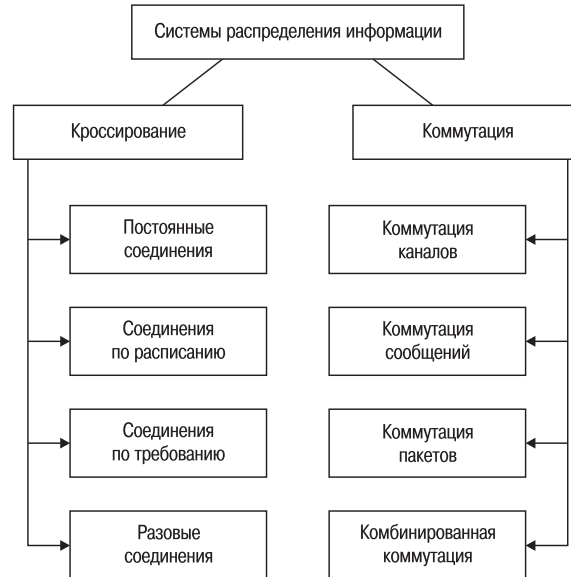 Системы распределения информации
Кроссирование
Коммутация
Постоянные
соединения
Коммутация
каналов
Соединения
по расписанию
Коммутация
сообщений
Соединения
по требованию
Коммутация
пакетов
Разовые
соединения
Комбинированная
коммутация